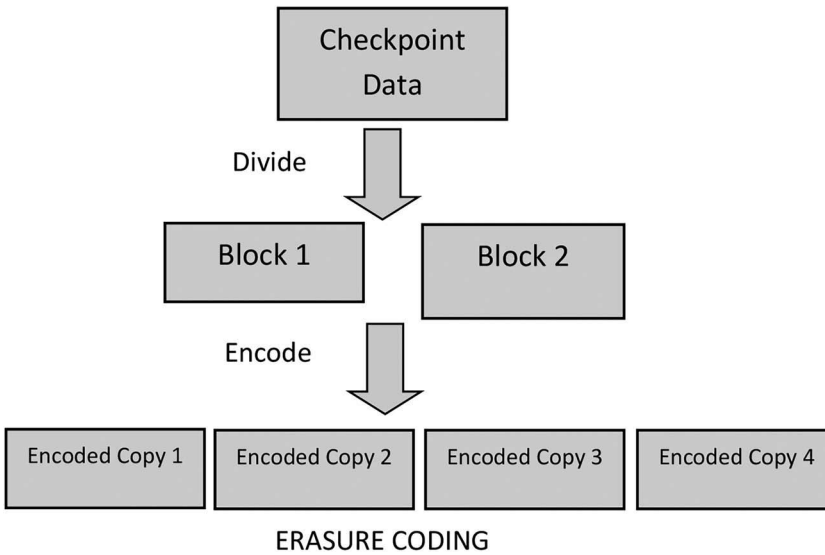 Checkpoint
Data
Divide
Block 1
Block 2
Encode
Encoded Copy 1
Encoded Copy 2
Encoded Copy 3
Encoded Copy 4
ERASURE CODING